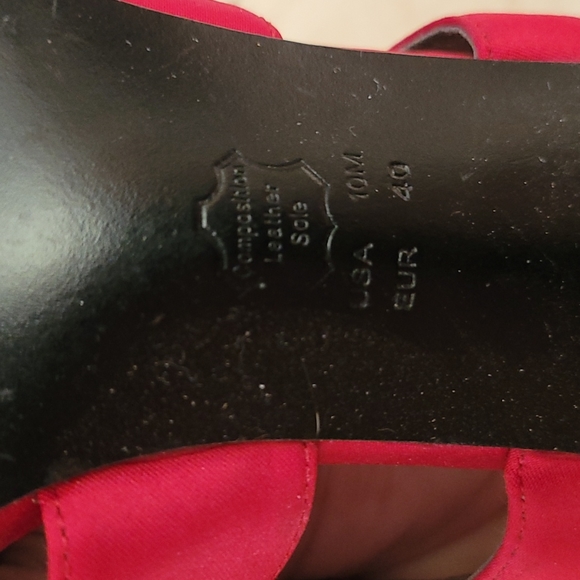 Composition
Leather
Sole
USA 10M
EUR 40